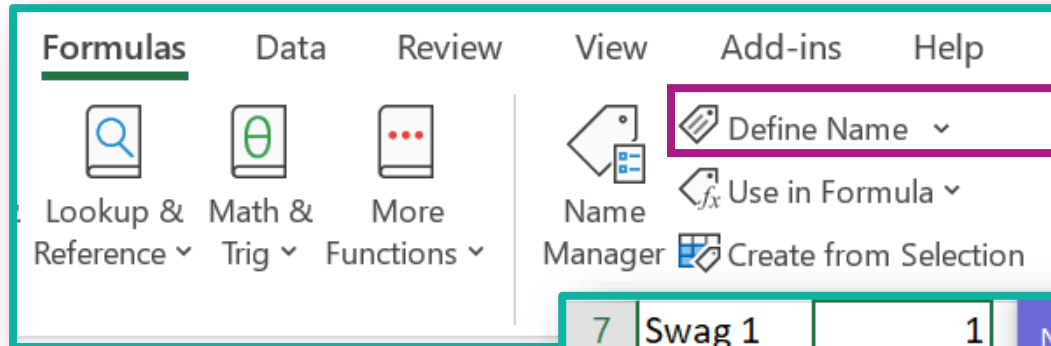 Formulas Data Review View Add-ins Help
Define Name
Use in Formula
Create from Selection
Lookup &
Reference
Math &
Trig
More
Functions
Name
Manager
7 Swag 1 1